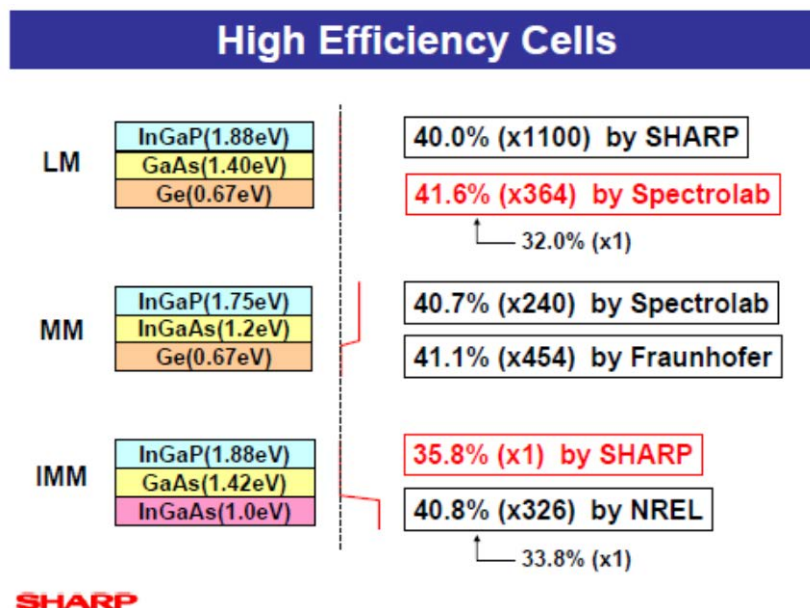 High Efficiency Cells
LM
InGaP(1.88eV)
GaAs(1.40eV)
Ge(0.67eV)
40.0% (x1100) by SHARP
41.6% (x364) by Spectrolab
32.0% (x1)
MM
InGaP(1.75eV)
InGaAs(1.2eV)
Ge(0.67eV)
40.7% (x240) by Spectrolab
41.1% (x454) by Fraunhofer
IMM
InGaP(1.88eV)
GaAs(1.42eV)
InGaAs(1.0eV)
35.8% (x1) by SHARP
40.8% (x326) by NREL
33.8% (x1)
SHARP